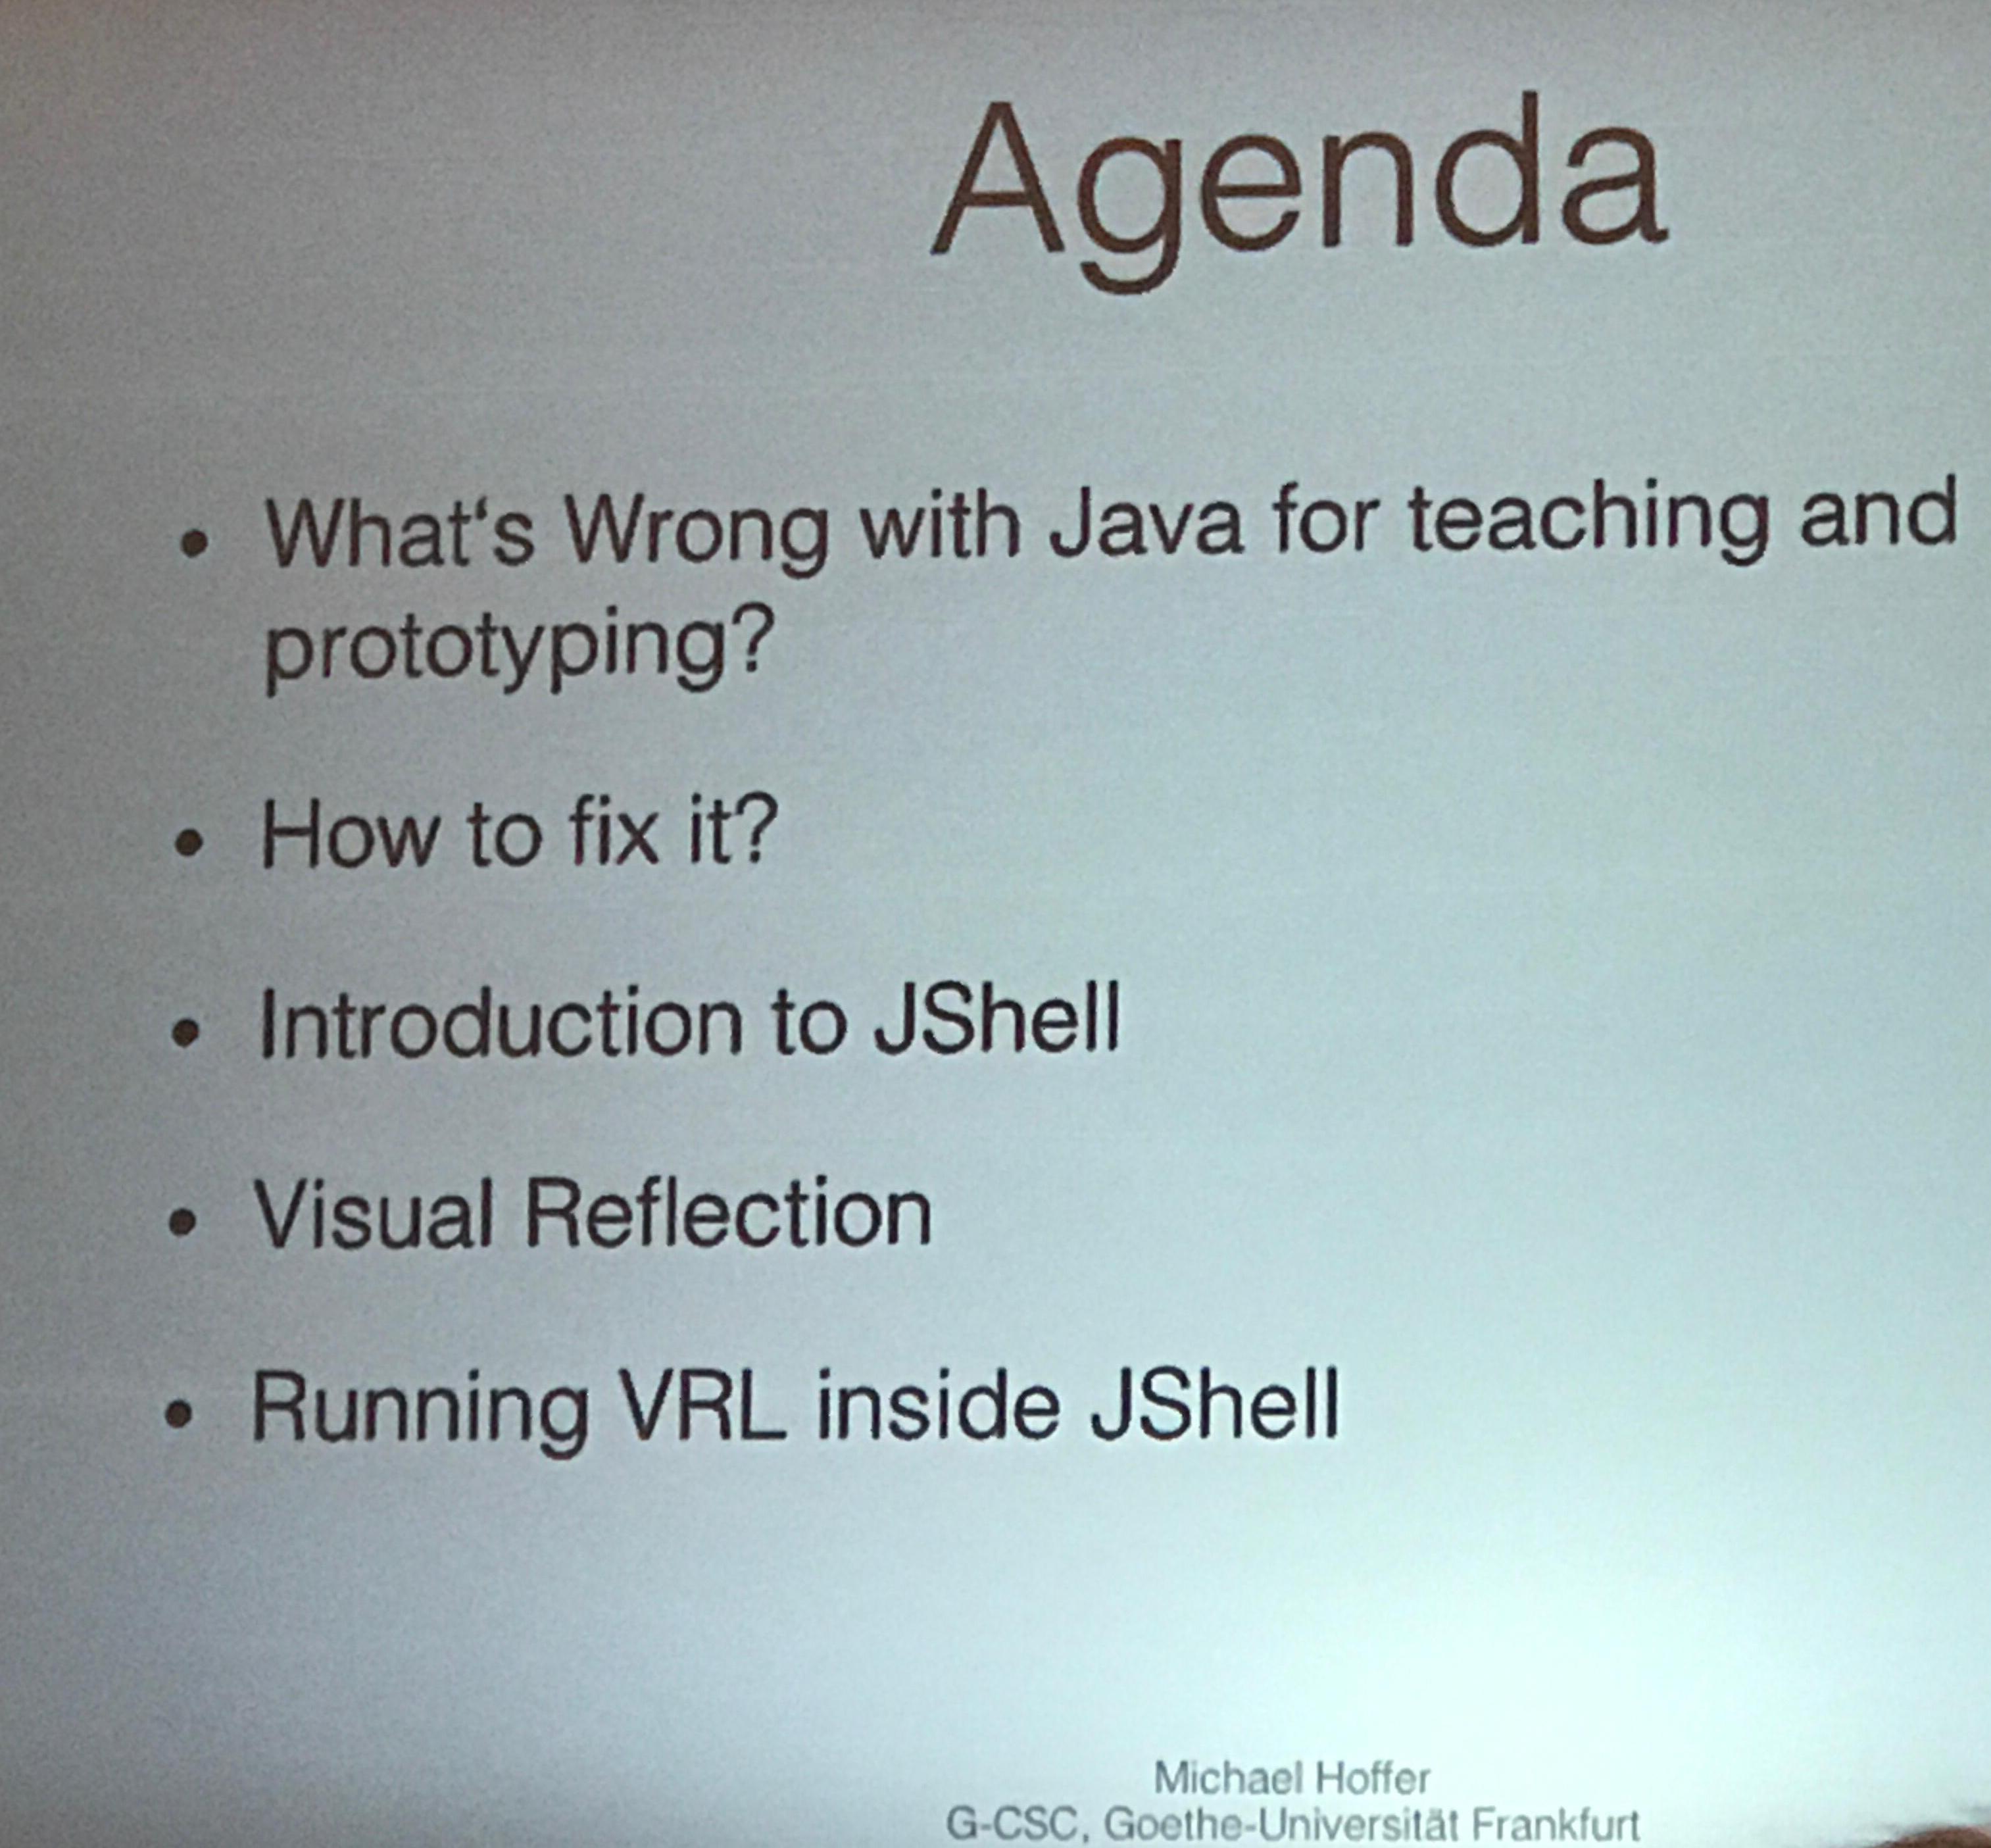 Agenda
• What‘s Wrong with Java for teaching and
prototyping?
• How to fix it?
• Introduction to JShell
• Visual Reflection
• Running VRL inside JShell
Michael Hoffer
G-CSC, Goethe-Universität Frankfurt